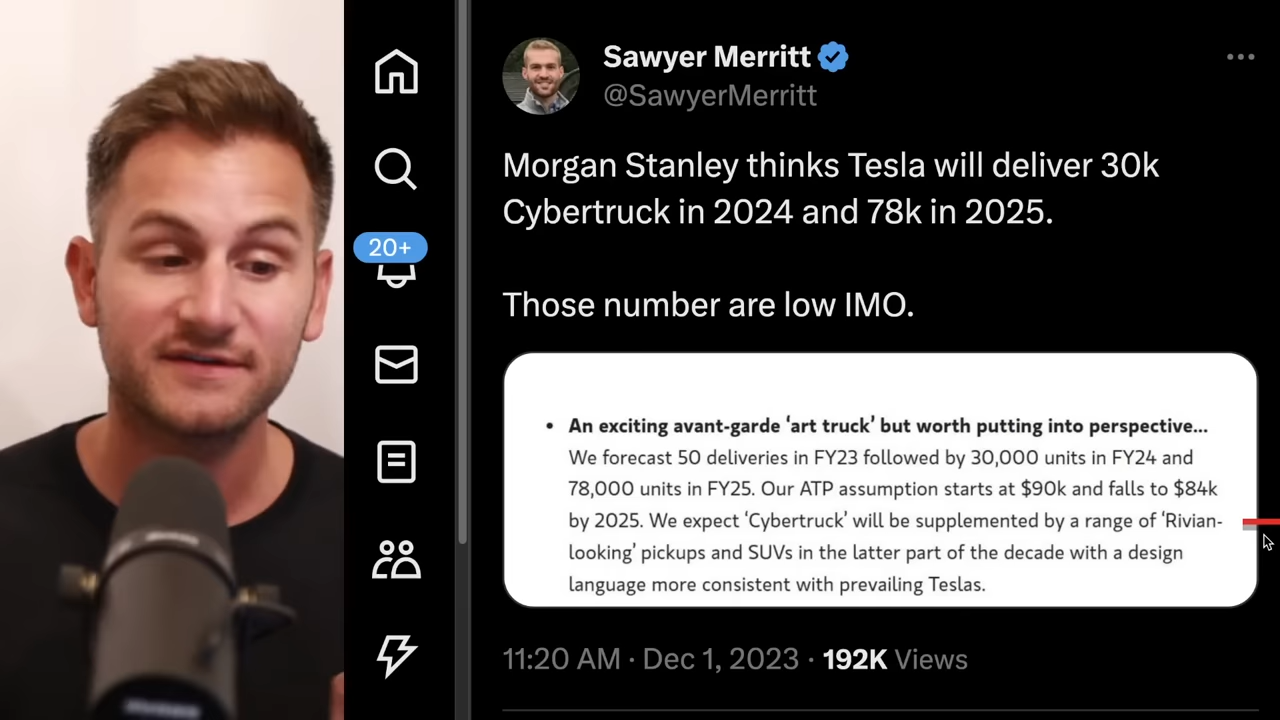 Sawyer Merritt
@SawyerMerritt
Morgan Stanley thinks Tesla will deliver 30k
Cybertruck in 2024 and 78k in 2025.
20+
Those number are low IMO.
• An exciting avant-garde ‘art truck’ but worth putting into perspective...
We forecast 50 deliveries in FY23 followed by 30,000 units in FY24 and
78,000 units in FY25. Our ATP assumption starts at $90k and falls to $84k
by 2025. We expect ‘Cybertruck’ will be supplemented by a range of ‘Rivian-
looking’ pickups and SUVs in the latter part of the decade with a design
language more consistent with prevailing Teslas.
11:20 AM · Dec 1, 2023 · 192K Views